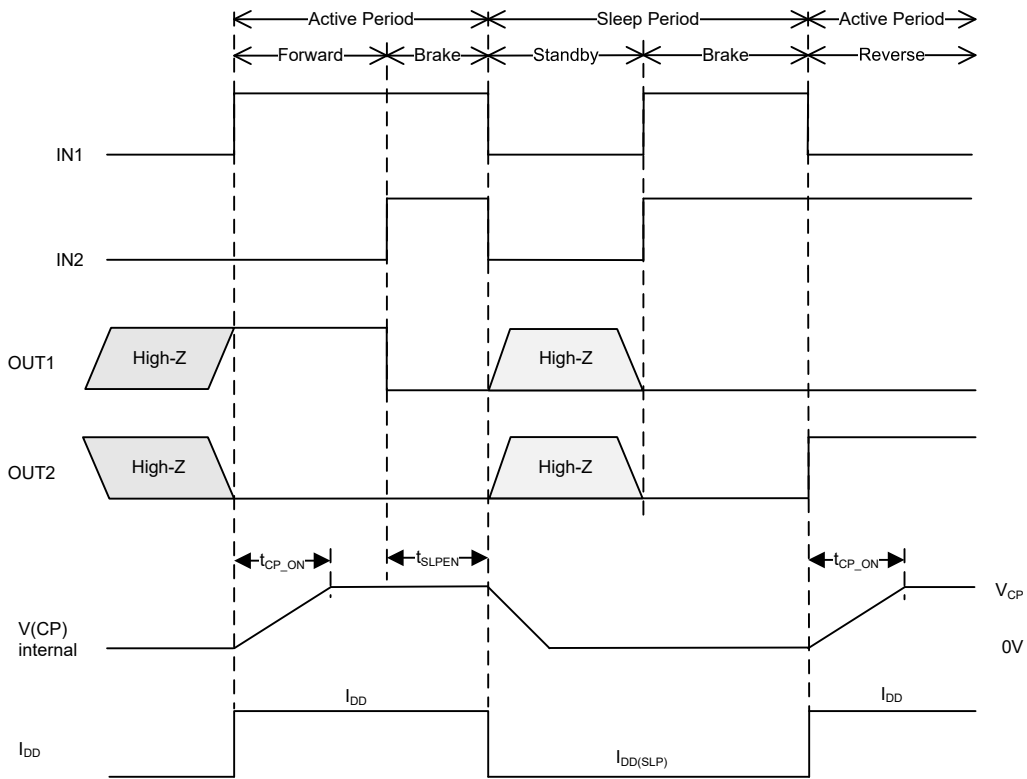 Active Period Sleep Period Active Period
Forward Brake Standby Brake Reverse
IN1
IN2
OUT1 High-Z High-Z
OUT2 High-Z High-Z
tCP_ON tSLPEN tCP_ON
V(CP)
internal
VCP
0V
IDD IDD
IDD IDD(SLP)